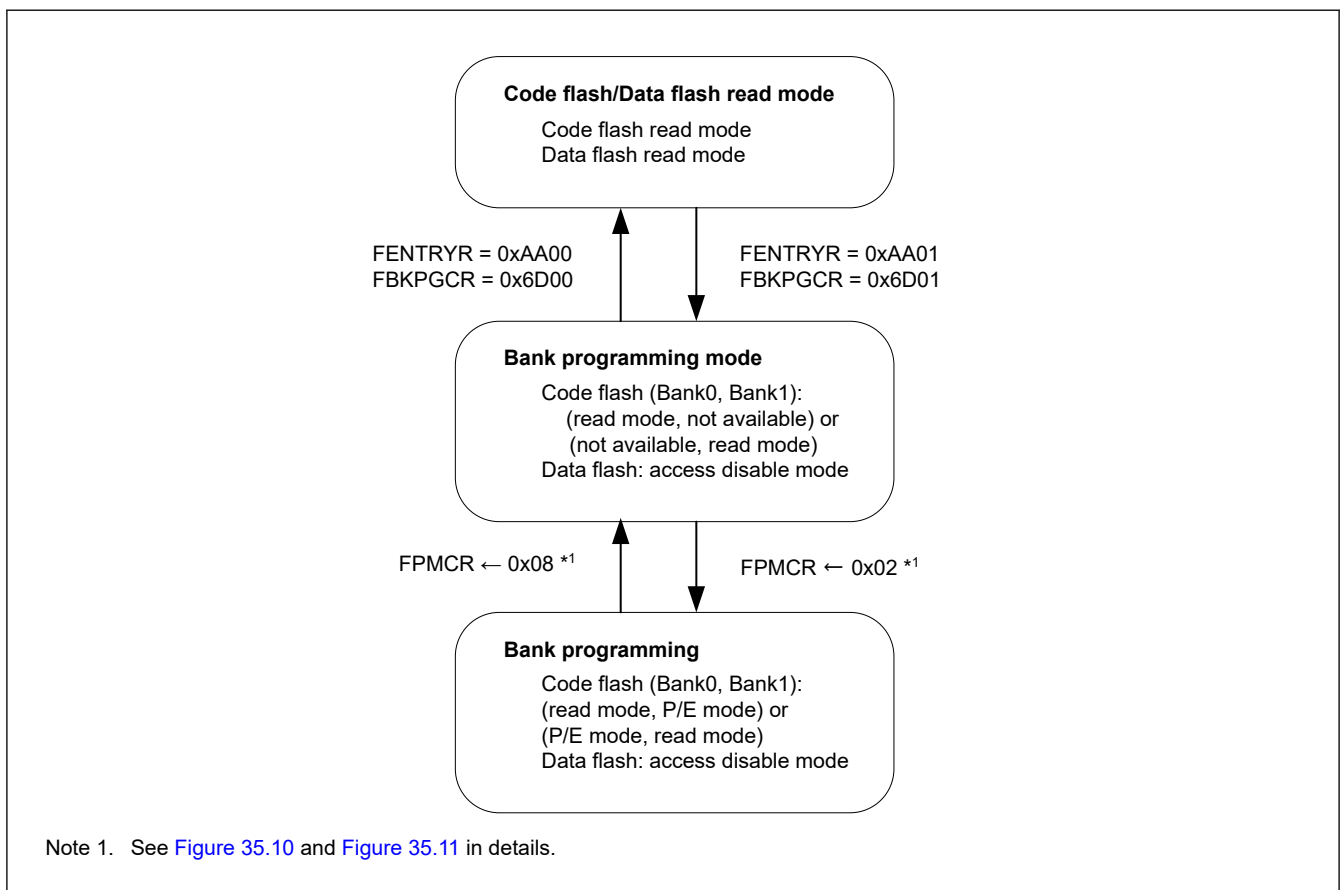 Code flash/Data flash read mode
Code flash read mode
Data flash read mode
FENTRYR = 0xAA00
FBKPGCR = 0x6D00
FENTRYR = 0xAA01
FBKPGCR = 0x6D01
Bank programming mode
Code flash (Bank0, Bank1):
(read mode, not available) or
(not available, read mode)
Data flash: access disable mode
FPMCR ← 0x08 *1
FPMCR ← 0x02 *1
Bank programming
Code flash (Bank0, Bank1):
(read mode, P/E mode) or
(P/E mode, read mode)
Data flash: access disable mode
Note 1. See Figure 35.10 and Figure 35.11 in details.